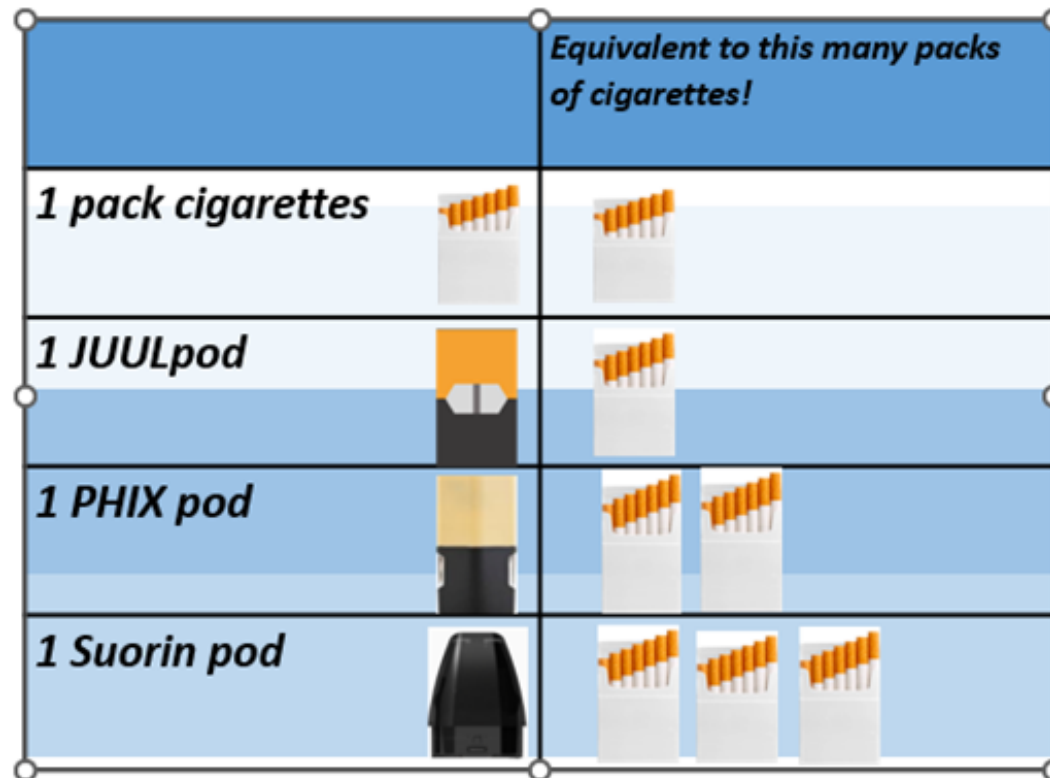 Equivalent to this many packs
of cigarettes!
1 pack cigarettes
1 JUULpod
1 PHIX pod
1 Suorin pod